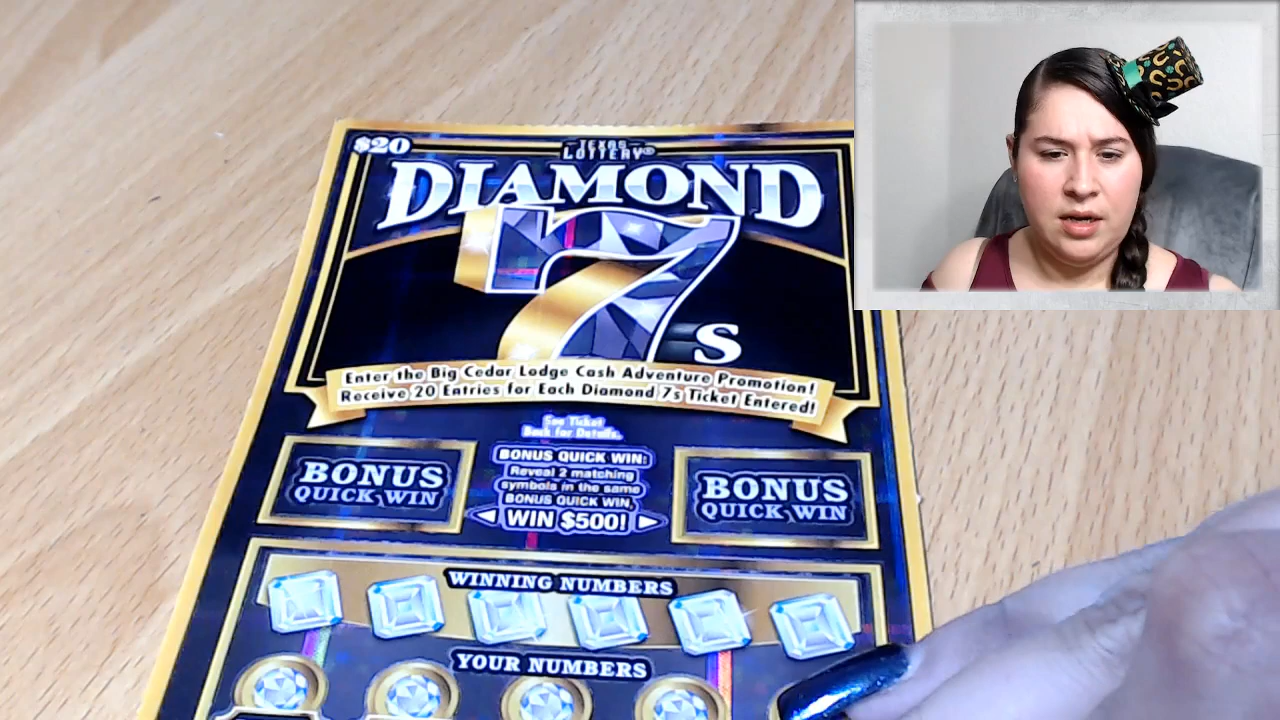 $20
TEXAS
LOTTERY®
DIAMOND
7s
Enter the Big Cedar Lodge Cash Adventure Promotion!
Receive 20 Entries for Each Diamond 7s Ticket Entered!
See Ticket
Back for Details.
BONUS
QUICK WIN
BONUS QUICK WIN:
Reveal 2 matching
symbols in the same
BONUS QUICK WIN,
WIN $500!
BONUS
QUICK WIN
WINNING NUMBERS
YOUR NUMBERS